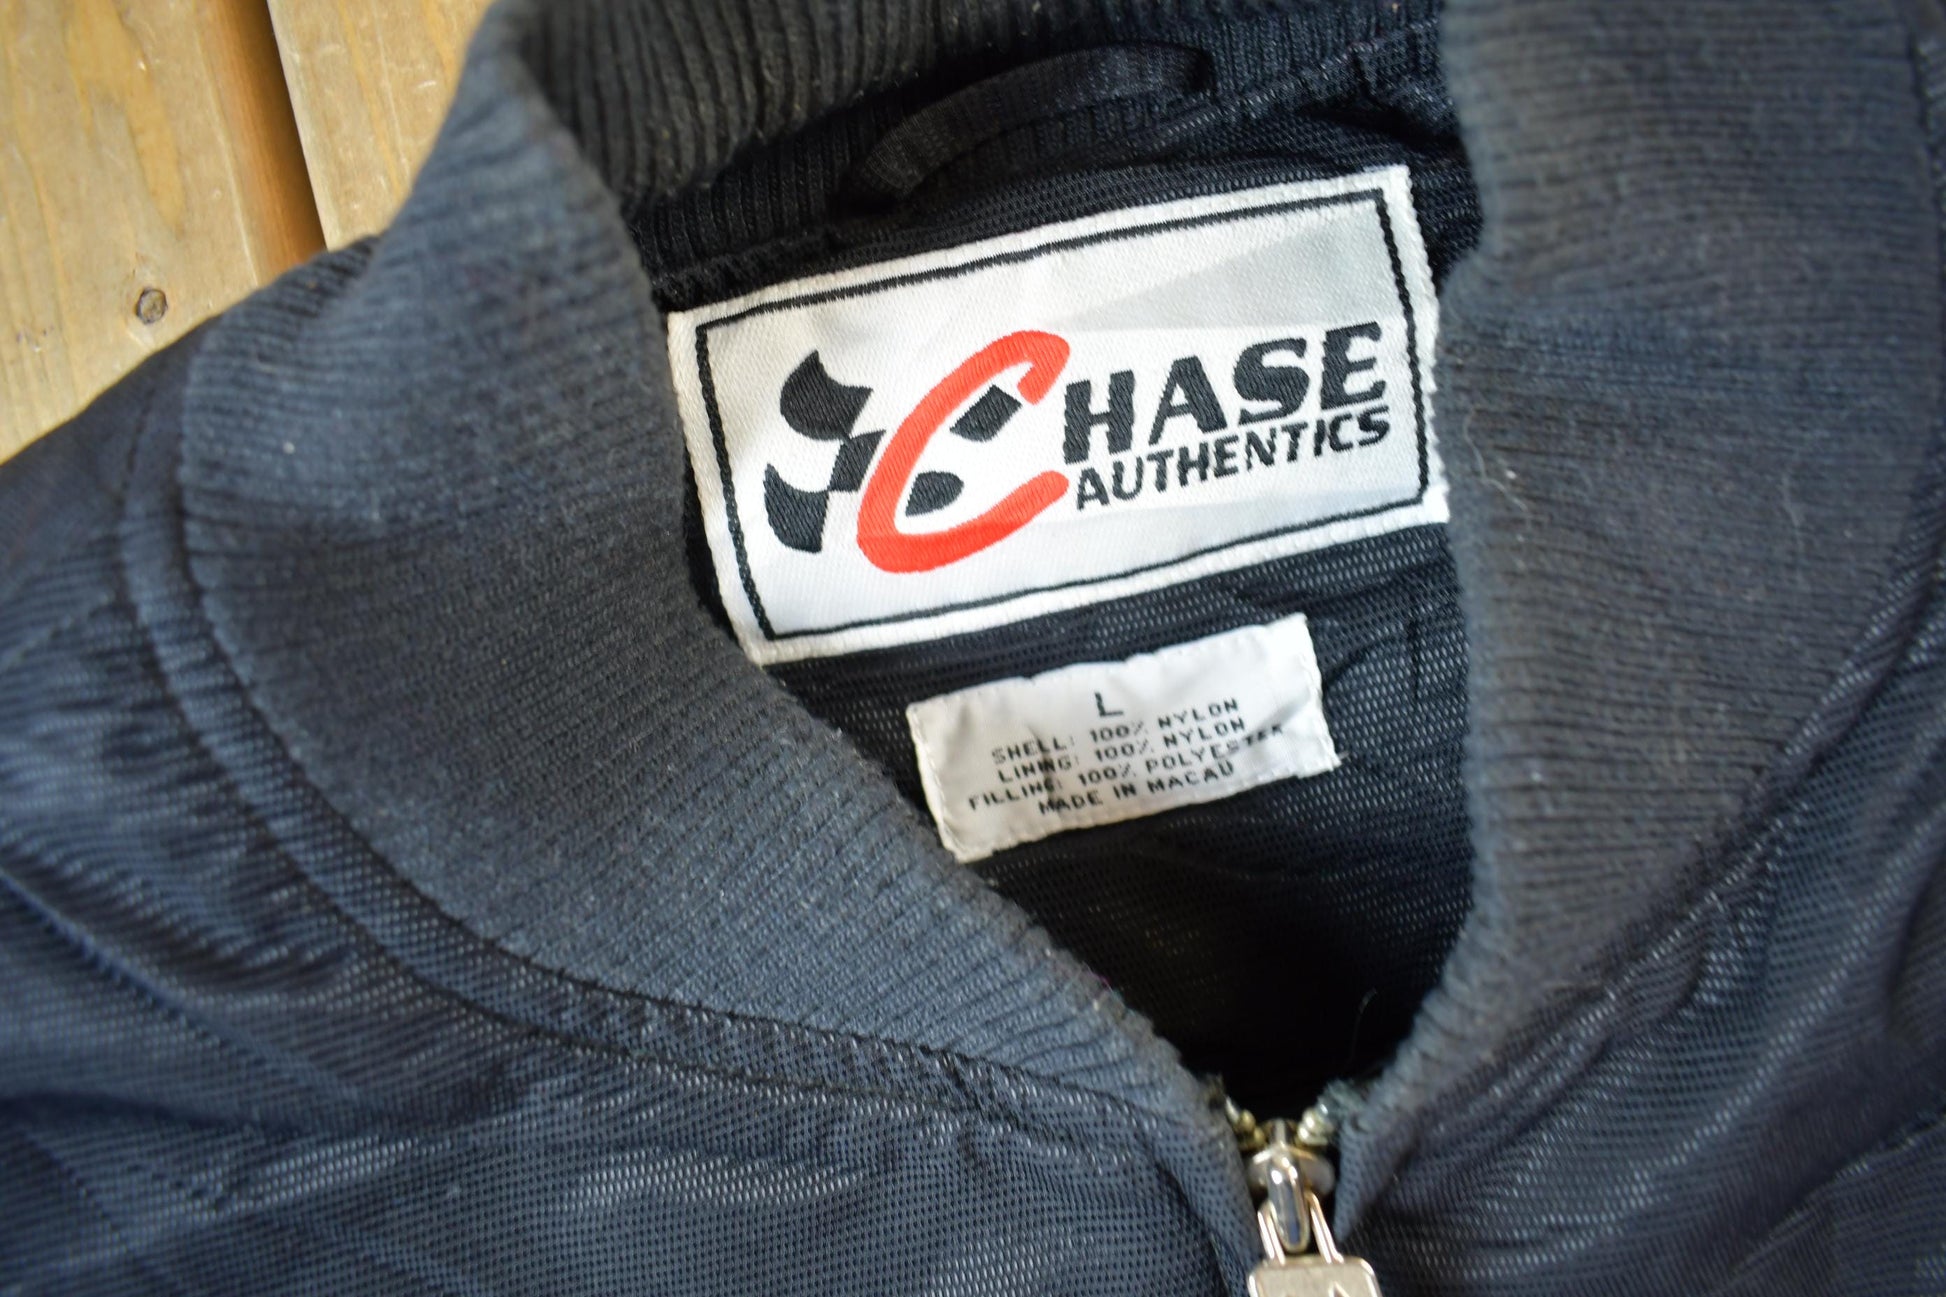 CHASE
AUTHENTICS
L
SHELL: 100% NYLON
LINING: 100% NYLON
FILLING: 100% POLYESTER
MADE IN MACAU